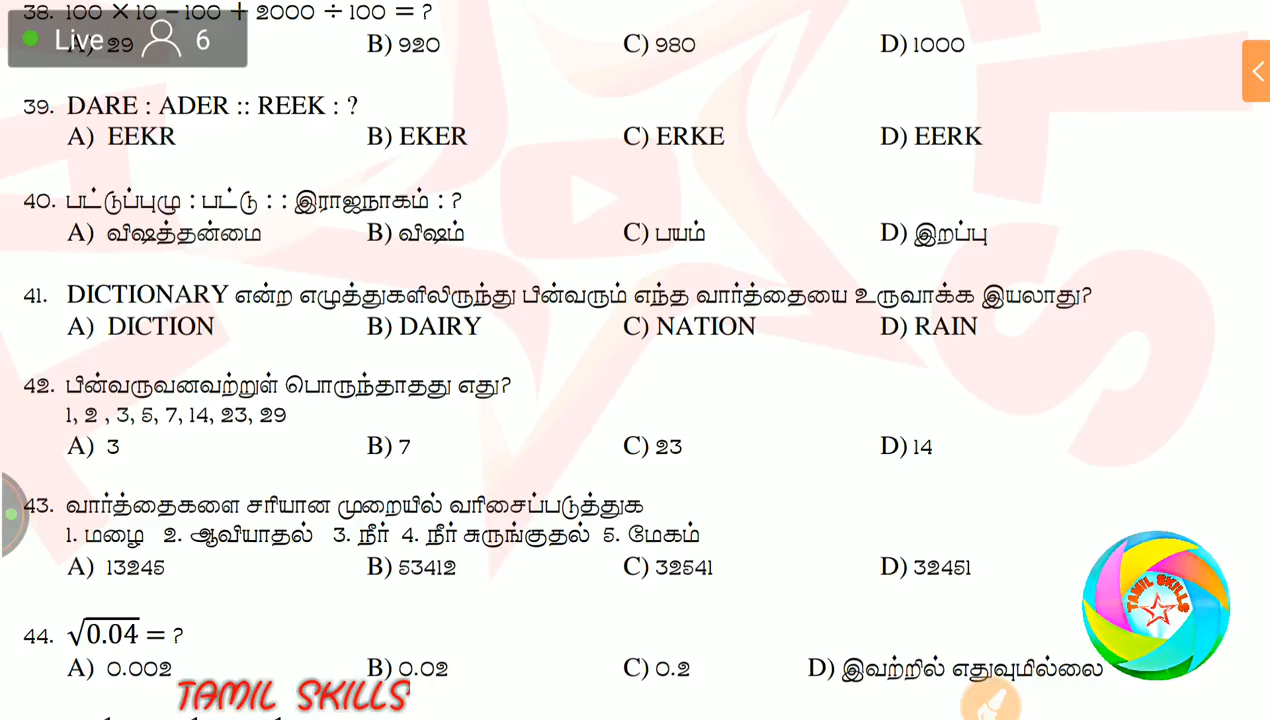 38. 100 × 10 – 100 + 2000 ÷ 100 = ?
Live 6
A) 29 B) 920 C) 980 D) 1000
39. DARE : ADER :: REEK : ?
A) EEKR B) EKER C) ERKE D) EERK
40. பட்டுப்புழு : பட்டு : : இராஜநாகம் : ?
A) விஷத்தன்மை B) விஷம் C) பயம் D) இறப்பு
41. DICTIONARY என்ற எழுத்துகளிலிருந்து பின்வரும் எந்த வார்த்தையை உருவாக்க இயலாது?
A) DICTION B) DAIRY C) NATION D) RAIN
42. பின்வருவனவற்றுள் பொருந்தாதது எது?
1, 2 , 3, 5, 7, 14, 23, 29
A) 3 B) 7 C) 23 D) 14
43. வார்த்தைகளை சரியான முறையில் வரிசைப்படுத்துக
1. மழை 2. ஆவியாதல் 3. நீர் 4. நீர் சுருங்குதல் 5. மேகம்
A) 13245 B) 53412 C) 32541 D) 32451
TAMIL SKILLS
44. √0.04 = ?
A) 0.002 B) 0.02 C) 0.2 D) இவற்றில் எதுவுமில்லை
TAMIL SKILLS